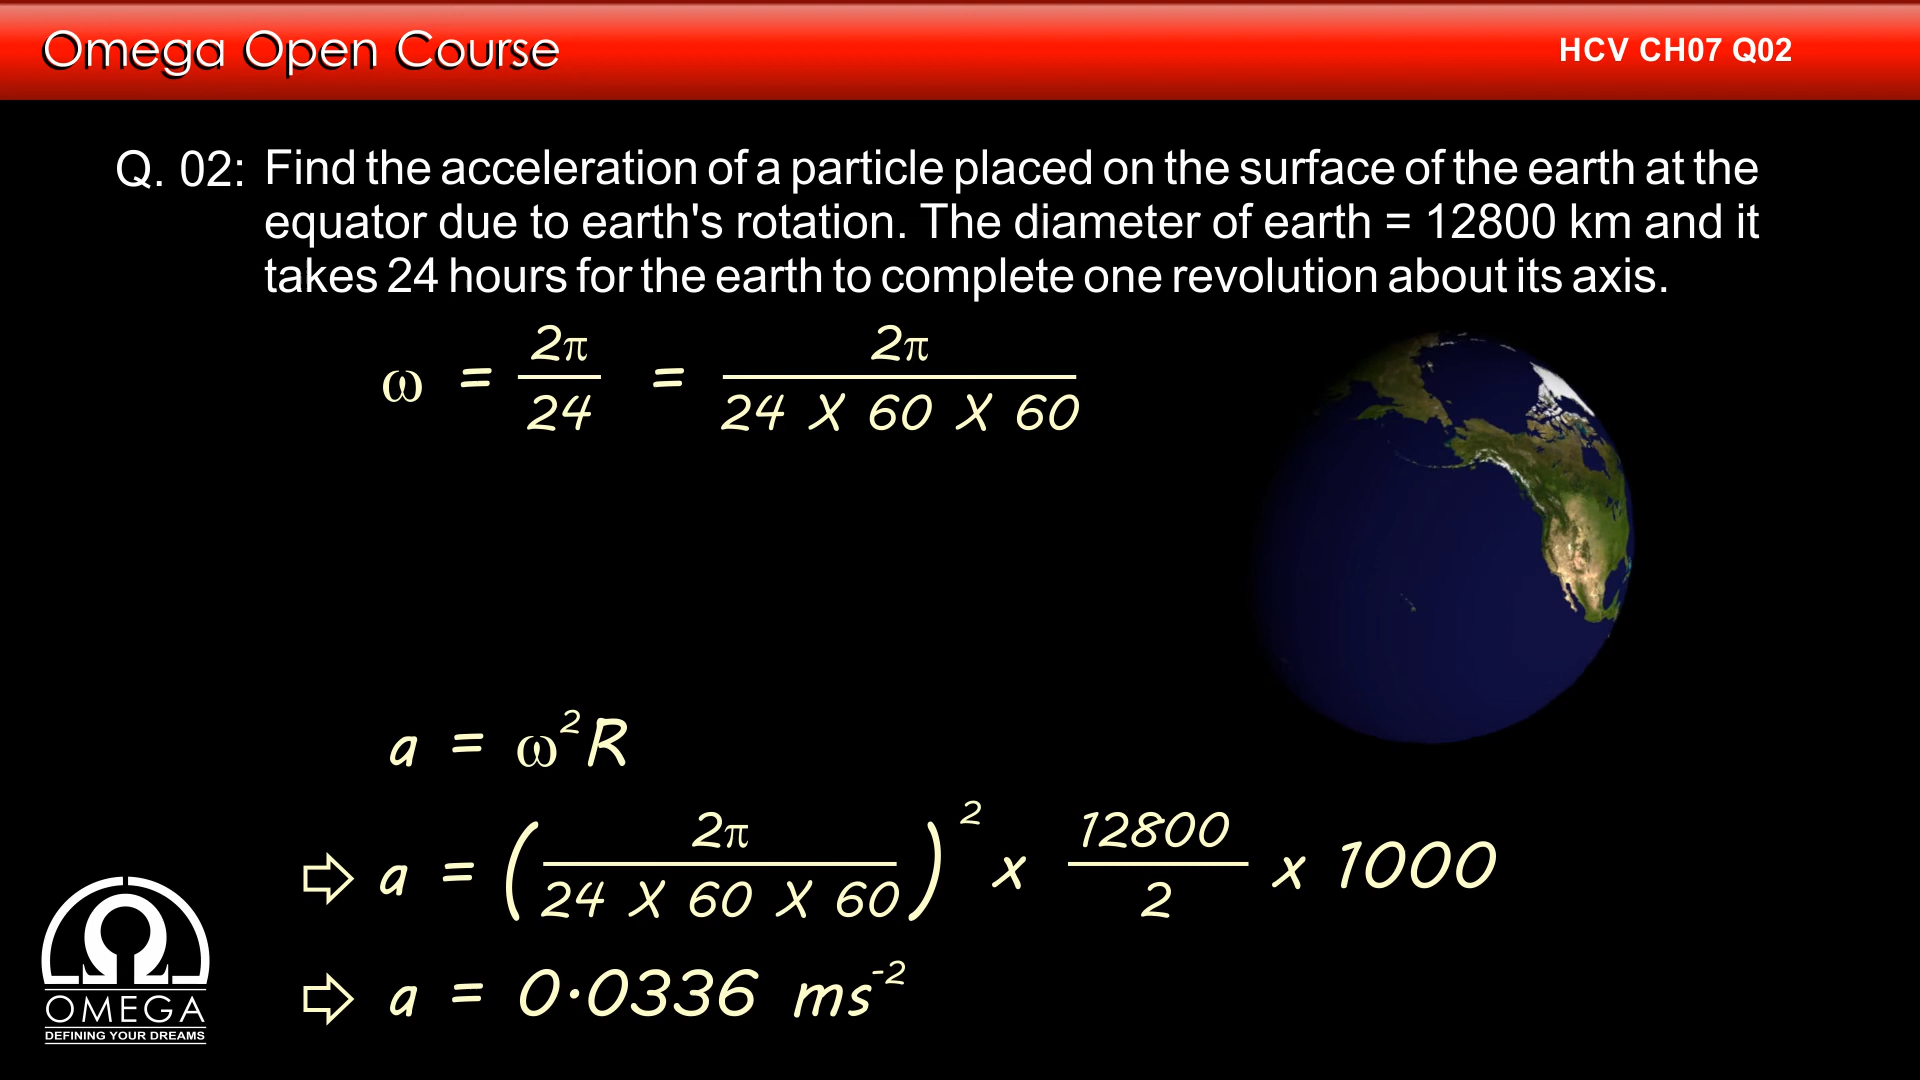 Omega Open Course
HCV CH07 Q02
Q. 02: Find the acceleration of a particle placed on the surface of the earth at the
equator due to earth's rotation. The diameter of earth = 12800 km and it
takes 24 hours for the earth to complete one revolution about its axis.
ω = 2π/24 = 2π/(24 X 60 X 60)
a = ω²R
⇨ a = (2π/(24 X 60 X 60))² x 12800/2 x 1000
⇨ a = 0·0336 ms⁻²
OMEGA
DEFINING YOUR DREAMS